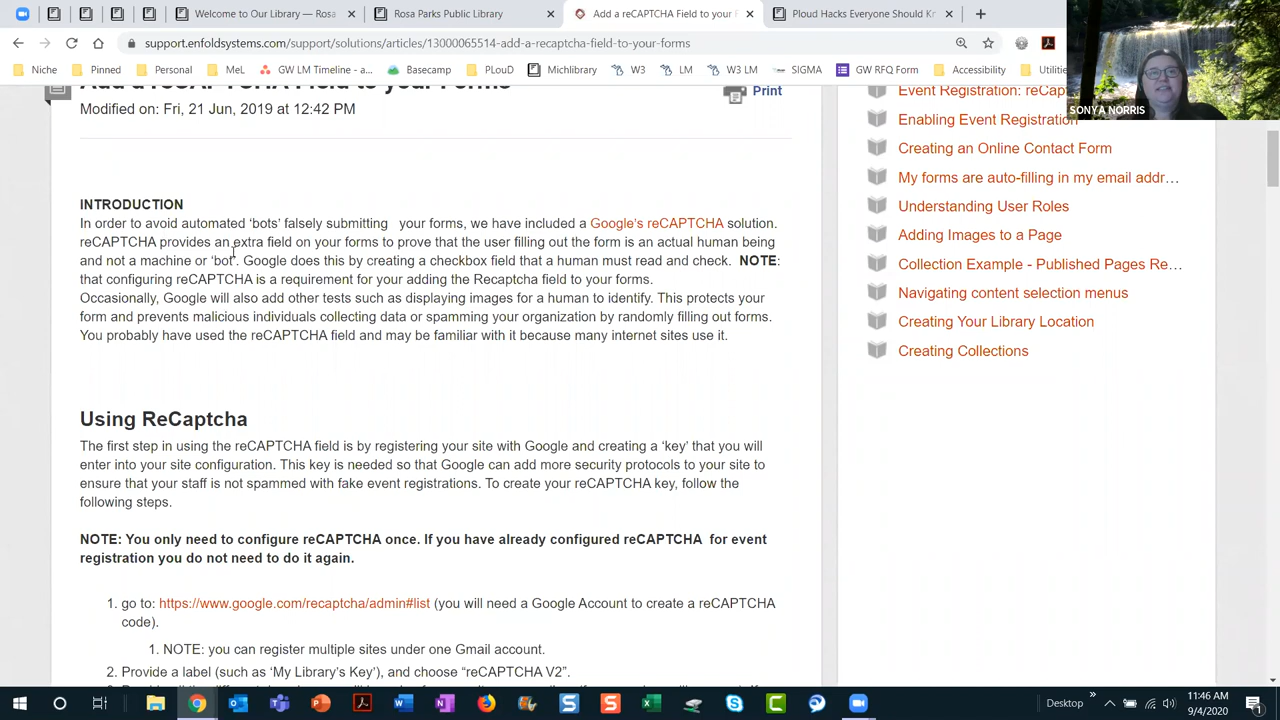 Welcome to Our Library — Rosa
Rosa Parks Public Library
Add a reCAPTCHA Field to your F
Ploud Hacks Everyone Should Kn
support.enfoldsystems.com/support/solutions/articles/13000065514-add-a-recaptcha-field-to-your-forms
Niche
Pinned
Personal
MeL
GW LM Timeline - a...
Basecamp
PLouD
Michlibrary
W3
LM
W3 LM
SIGMA
GW RFQ Form
Accessibility
Utilitie
SONYA NORRIS
Add a reCAPTCHA Field to your Forms
Modified on: Fri, 21 Jun, 2019 at 12:42 PM
Print
INTRODUCTION
In order to avoid automated ‘bots’ falsely submitting your forms, we have included a Google’s reCAPTCHA solution.
reCAPTCHA provides an extra field on your forms to prove that the user filling out the form is an actual human being
and not a machine or ‘bot’. Google does this by creating a checkbox field that a human must read and check. NOTE:
that configuring reCAPTCHA is a requirement for your adding the Recaptcha field to your forms.
Occasionally, Google will also add other tests such as displaying images for a human to identify. This protects your
form and prevents malicious individuals collecting data or spamming your organization by randomly filling out forms.
You probably have used the reCAPTCHA field and may be familiar with it because many internet sites use it.
Using ReCaptcha
The first step in using the reCAPTCHA field is by registering your site with Google and creating a ‘key’ that you will
enter into your site configuration. This key is needed so that Google can add more security protocols to your site to
ensure that your staff is not spammed with fake event registrations. To create your reCAPTCHA key, follow the
following steps.
NOTE: You only need to configure reCAPTCHA once. If you have already configured reCAPTCHA for event
registration you do not need to do it again.
1. go to: https://www.google.com/recaptcha/admin#list (you will need a Google Account to create a reCAPTCHA
code).
1. NOTE: you can register multiple sites under one Gmail account.
2. Provide a label (such as ‘My Library’s Key’), and choose “reCAPTCHA V2”.
Event Registration: reCap
Enabling Event Registration
Creating an Online Contact Form
My forms are auto-filling in my email addr…
Understanding User Roles
Adding Images to a Page
Collection Example - Published Pages Re…
Navigating content selection menus
Creating Your Library Location
Creating Collections
Desktop
11:46 AM
9/4/2020